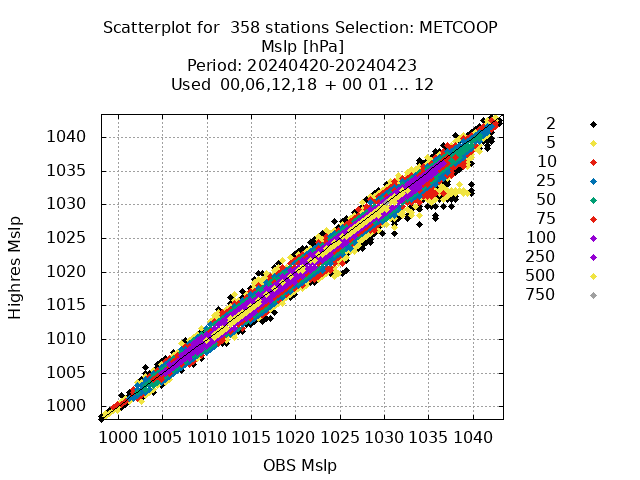 Scatterplot for  358 stations Selection: METCOOP
Mslp [hPa]
Period: 20240420-20240423
Used  00,06,12,18  + 00 01 ... 12
Highres Mslp
1040
1035
1030
1025
1020
1015
1010
1005
1000
1000 1005 1010 1015 1020 1025 1030 1035 1040
OBS Mslp
2
5
10
25
50
75
100
250
500
750